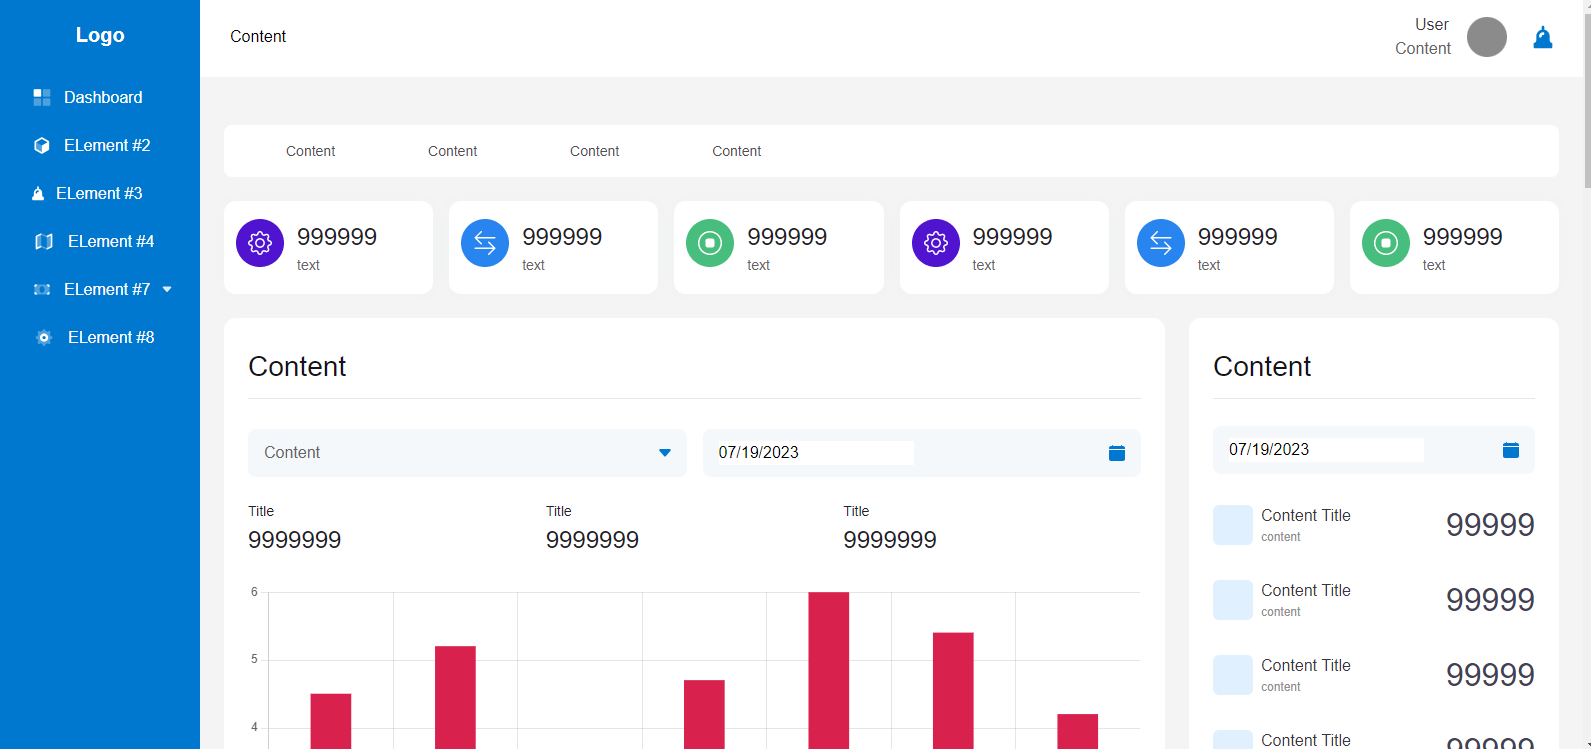 Logo
Dashboard
ELement #2
ELement #3
ELement #4
ELement #7
ELement #8
Content
User
Content
Content Content Content Content
999999
text
999999
text
999999
text
999999
text
999999
text
999999
text
Content
Content
07/19/2023
Title
9999999
Title
9999999
Title
9999999
6
5
4
Content
07/19/2023
Content Title
content
99999
Content Title
content
99999
Content Title
content
99999
Content Title
99999